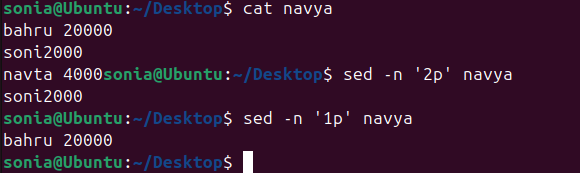 sonia@Ubuntu:~/Desktop$ cat navya
bahru 20000
soni2000
navta 4000sonia@Ubuntu:~/Desktop$ sed -n '2p' navya
soni2000
sonia@Ubuntu:~/Desktop$ sed -n '1p' navya
bahru 20000
sonia@Ubuntu:~/Desktop$